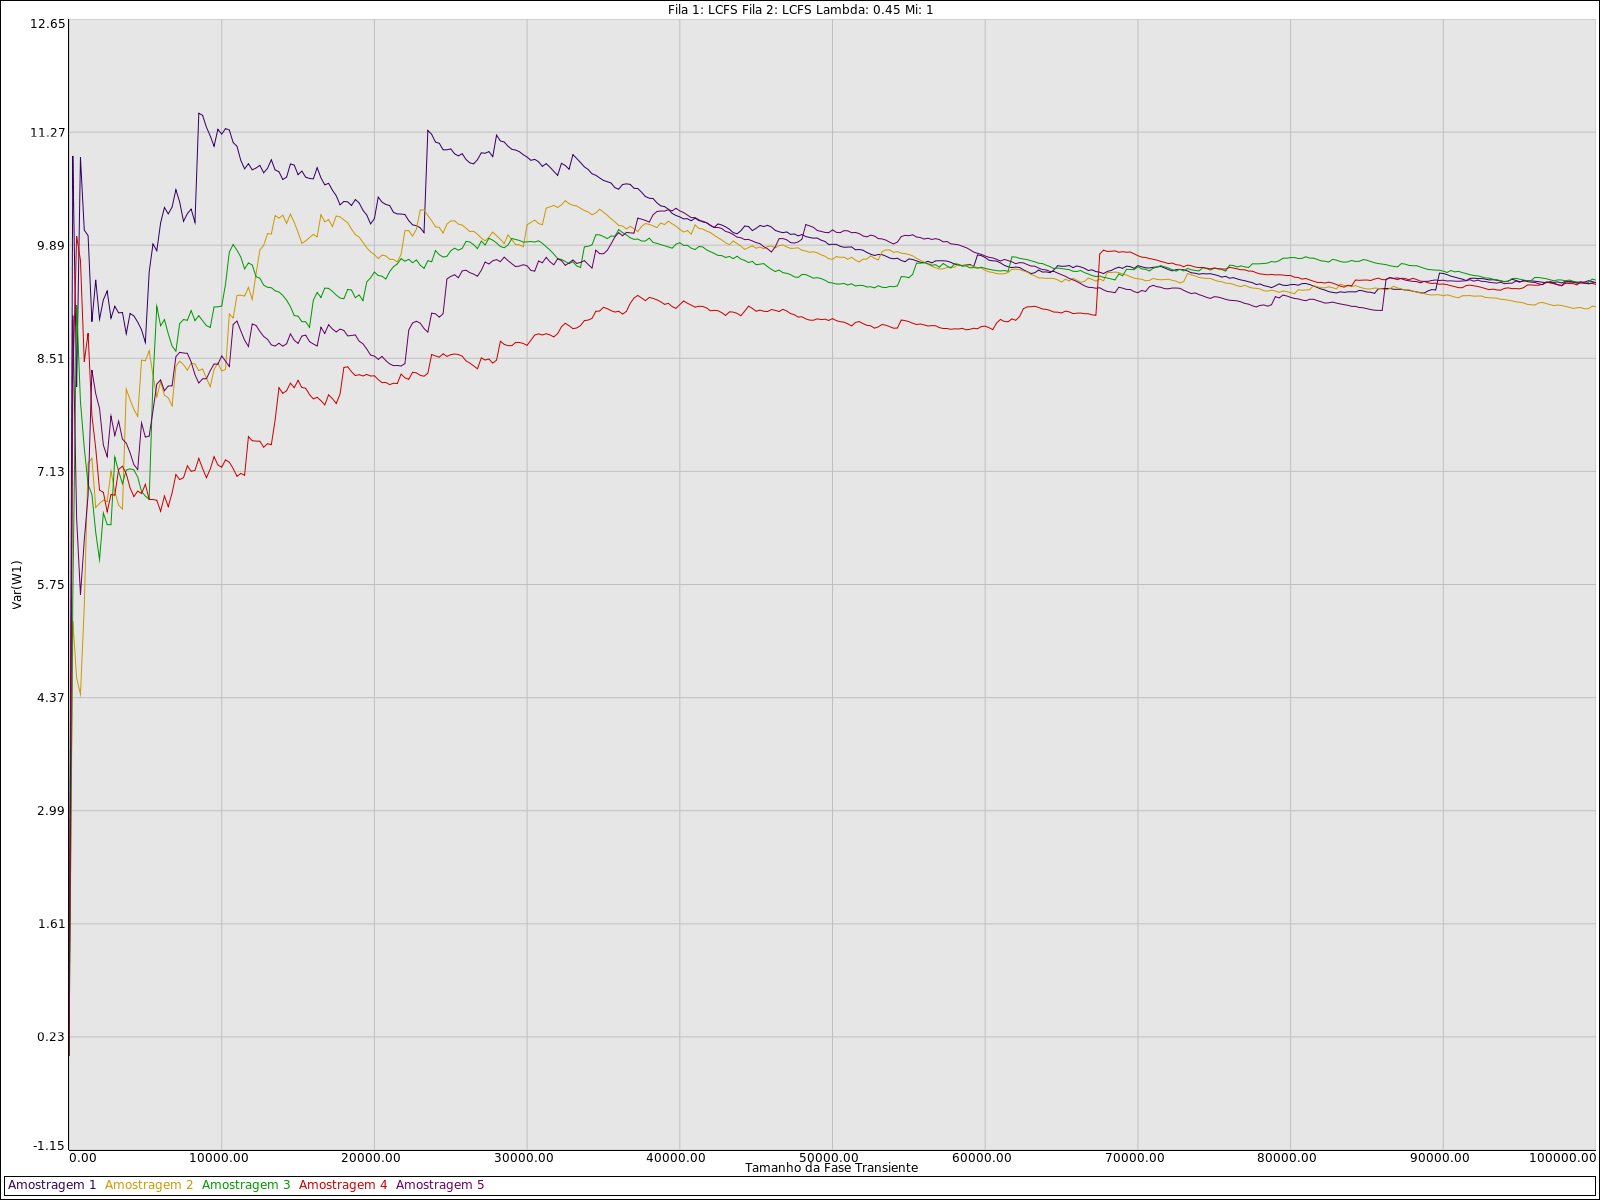 Fila 1: LCFS Fila 2: LCFS Lambda: 0.45 Mi: 1
12.65
11.27
9.89
8.51
7.13
5.75
4.37
2.99
1.61
0.23
-1.15
Var(W1)
0.00 10000.00 20000.00 30000.00 40000.00 50000.00 60000.00 70000.00 80000.00 90000.00 100000.00
Tamanho da Fase Transiente
Amostragem 1 Amostragem 2 Amostragem 3 Amostragem 4 Amostragem 5